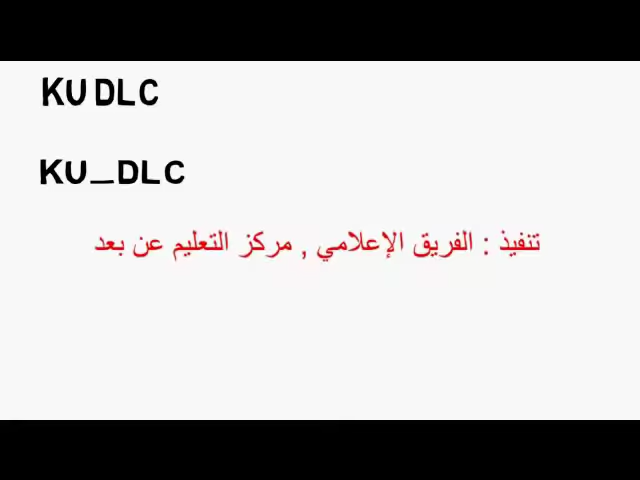 KU DLC
KU_DLC
تنفيذ : الفريق الإعلامي , مركز التعليم عن بعد